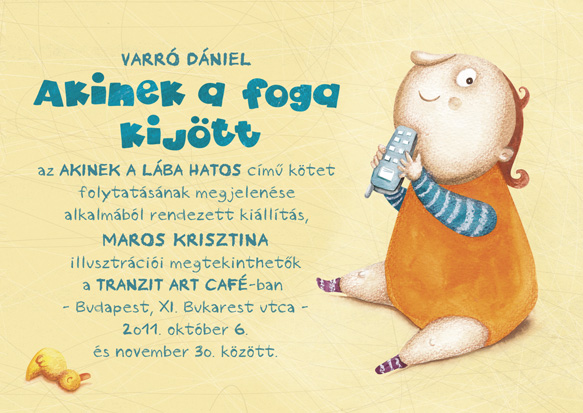 VARRÓ DÁNIEL
Akinek a foga
kijött
az AKINEK A LÁBA HATOS című kötet
folytatásának megjelenése
alkalmából rendezett kiállítás,
MAROS KRISZTINA
illusztrációi megtekinthetők
a TRANZIT ART CAFÉ-ban
- Budapest, XI. Bukarest utca -
2011. október 6.
és november 30. között.